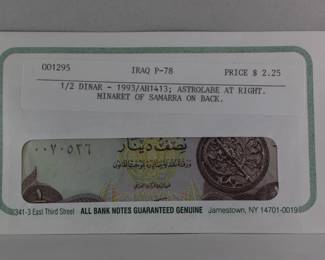 001295 IRAQ P-78 PRICE $ 2.25
1/2 DINAR - 1993/AH1413; ASTROLABE AT RIGHT.
MINARET OF SAMARRA ON BACK.
نصف دينار
٠٠٧٠٥٣٦
341-3 East Third Street ALL BANK NOTES GUARANTEED GENUINE Jamestown, NY 14701-0019